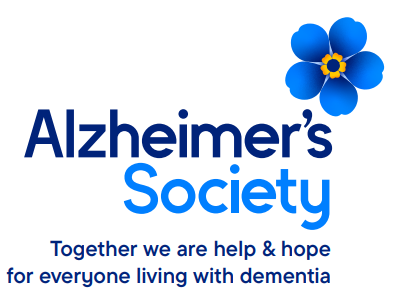 Alzheimer's
Society
Together we are help & hope
for everyone living with dementia